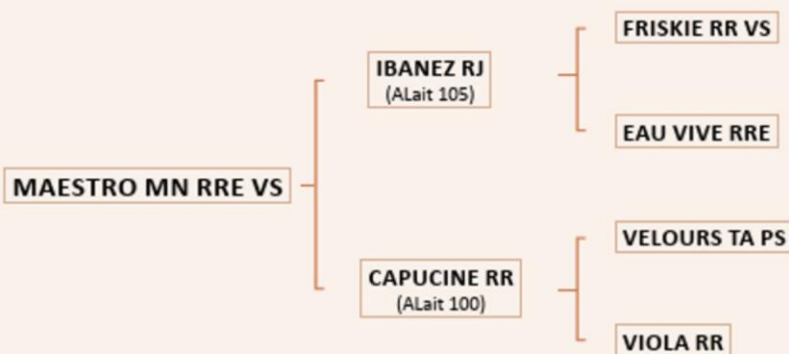 FRISKIE RR VS
IBANEZ RJ
(ALait 105)
EAU VIVE RRE
MAESTRO MN RRE VS
VELOURS TA PS
CAPUCINE RR
(ALait 100)
VIOLA RR